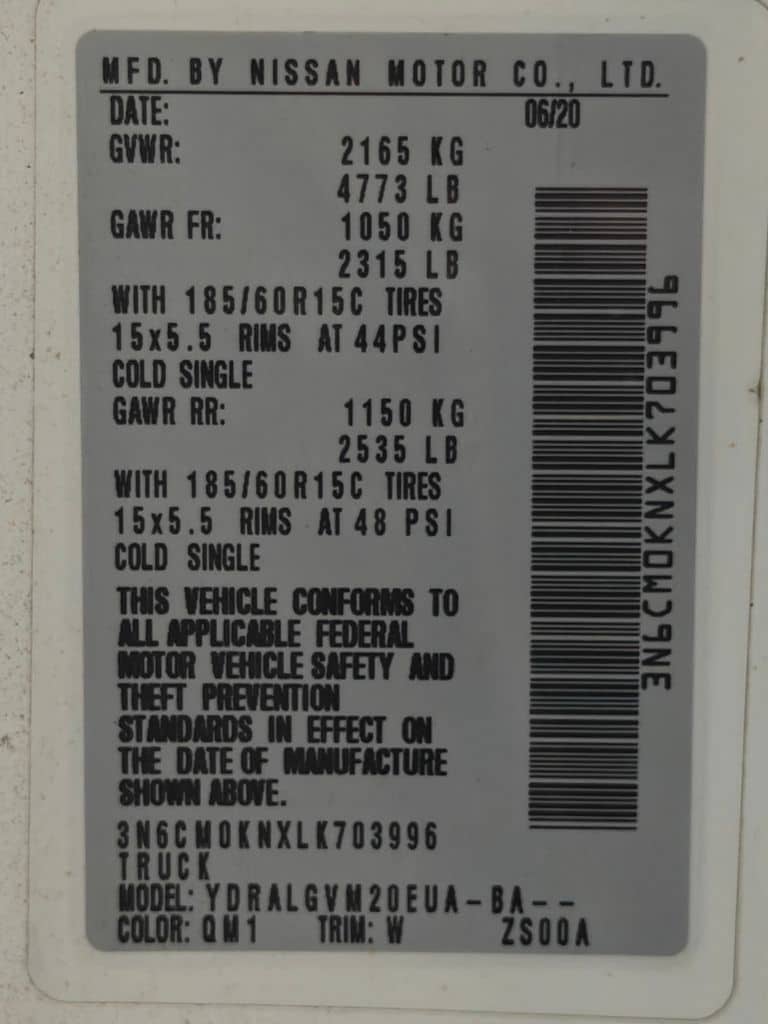 MFD. BY NISSAN MOTOR CO., LTD.
DATE: 06/20
GVWR: 2165 KG
4773 LB
GAWR FR: 1050 KG
2315 LB
WITH 185/60R15C TIRES
15x5.5 RIMS AT 44PSI
COLD SINGLE
GAWR RR: 1150 KG
2535 LB
WITH 185/60R15C TIRES
15x5.5 RIMS AT 48 PSI
COLD SINGLE
THIS VEHICLE CONFORMS TO
ALL APPLICABLE FEDERAL
MOTOR VEHICLE SAFETY AND
THEFT PREVENTION
STANDARDS IN EFFECT ON
THE DATE OF MANUFACTURE
SHOWN ABOVE.
3N6CM0KNXLK703996
TRUCK
MODEL: YDRALGVM20EUA-BA--
COLOR: QM1 TRIM: W ZS00A
3N6CM0KNXLK703996